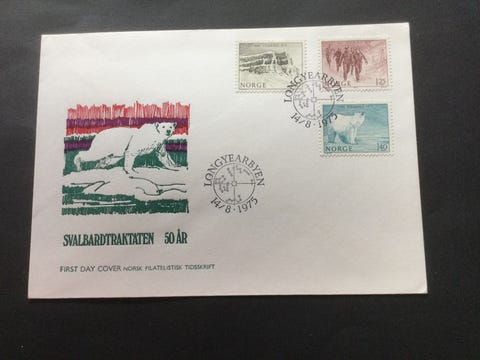 NORGE
NORGE
125
LONGYEARBYEN
14/8·1975
NORGE
140
LONGYEARBYEN
14/8·1975
SVALBARDTRAKTATEN 50 ÅR
FIRST DAY COVER NORSK FILATELISTISK TIDSSKRIFT